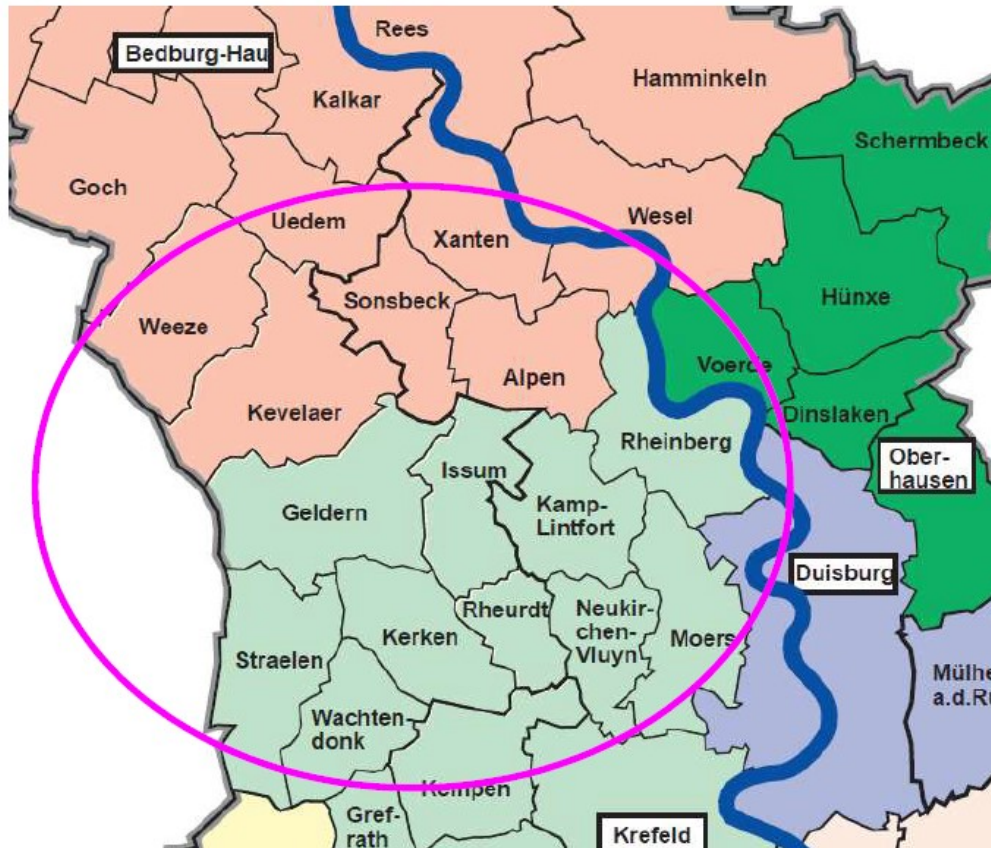 Rees
Bedburg-Hau
Hamminkeln
Kalkar
Schermbeck
Goch
Uedem
Xanten
Wesel
Sonsbeck
Hünxe
Weeze
Voerde
Alpen
Kevelaer
Dinslaken
Rheinberg
Issum
Ober-
hausen
Geldern
Kamp-
Lintfort
Duisburg
Rheurdt
Neukir-
chen-
Vluyn
Kerken
Moers
Straelen
Wachten
donk
a.d.
Kempen
Gref-
rath
Krefeld